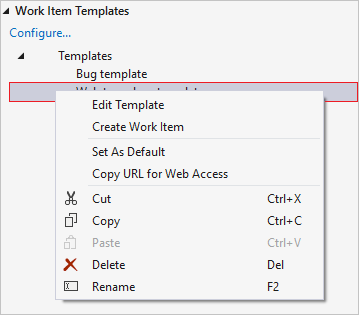 Work Item Templates
Configure...
Templates
Bug template
Edit Template
Create Work Item
Set As Default
Copy URL for Web Access
Cut Ctrl+X
Copy Ctrl+C
Paste Ctrl+V
Delete Del
Rename F2